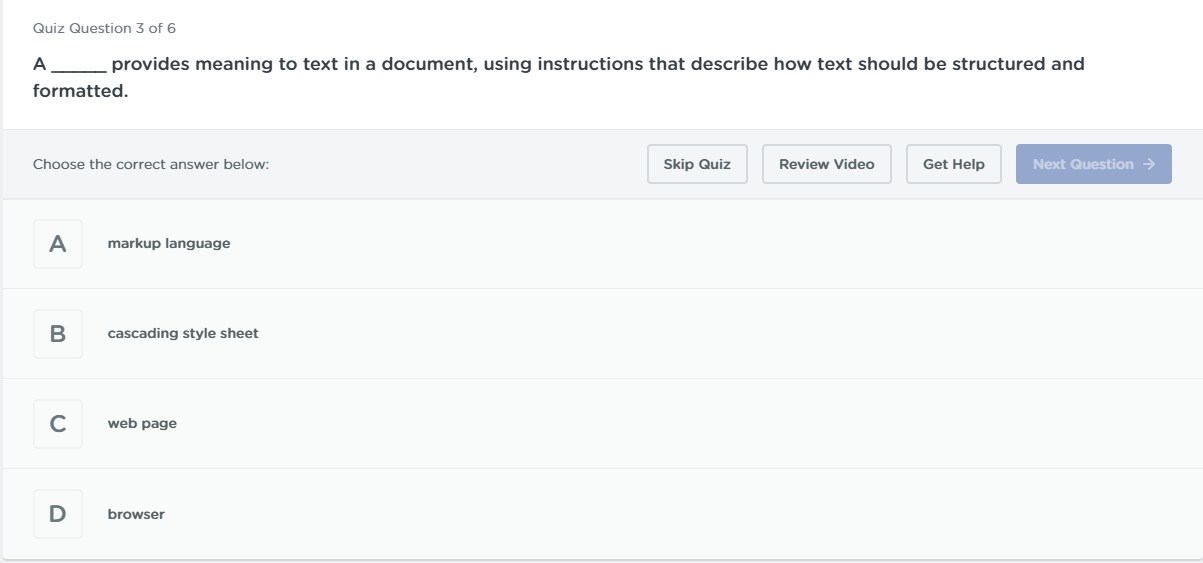 Quiz Question 3 of 6
A _____ provides meaning to text in a document, using instructions that describe how text should be structured and
formatted.
Choose the correct answer below:
Skip Quiz
Review Video
Get Help
Next Question →
A markup language
B cascading style sheet
C web page
D browser